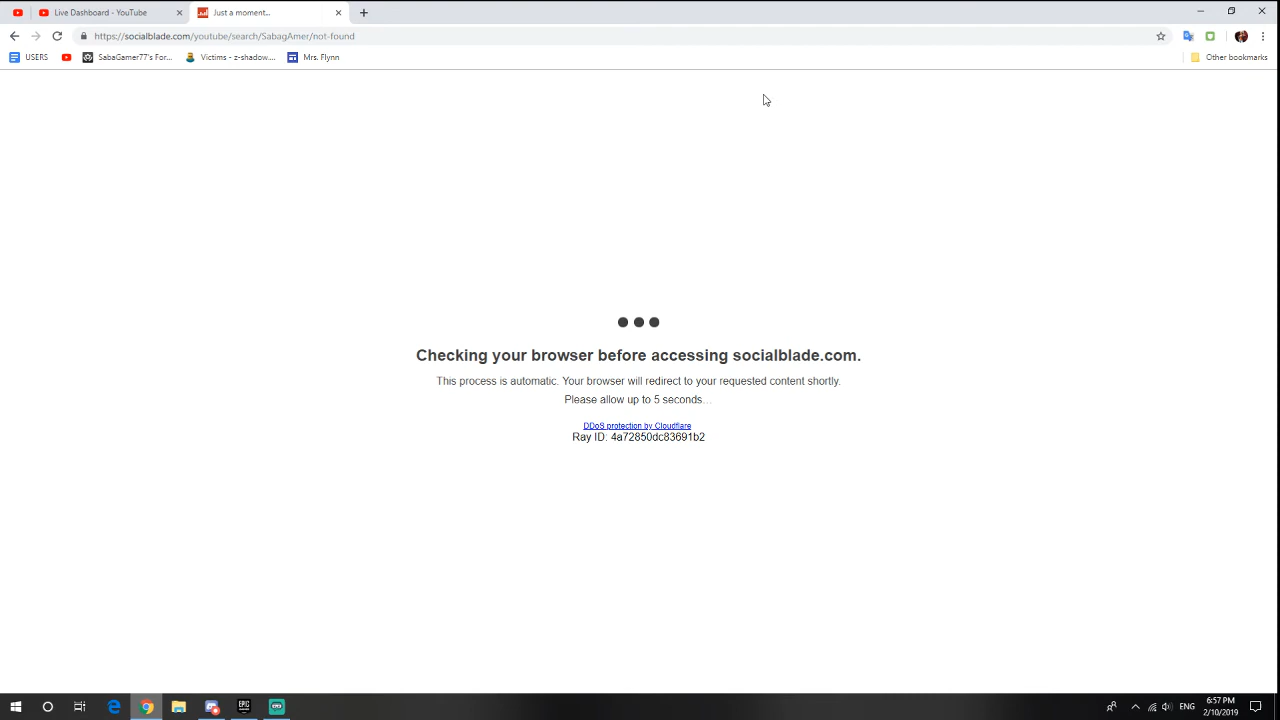 Live Dashboard - YouTube
Just a moment...
https://socialblade.com/youtube/search/SabagAmer/not-found
USERS
SabaGamer77's For...
Victims - z-shadow....
Mrs. Flynn
Other bookmarks
Checking your browser before accessing socialblade.com.
This process is automatic. Your browser will redirect to your requested content shortly.
Please allow up to 5 seconds...
DDoS protection by Cloudflare
Ray ID: 4a72850dc83691b2
EPIC
ENG
6:57 PM
2/10/2019